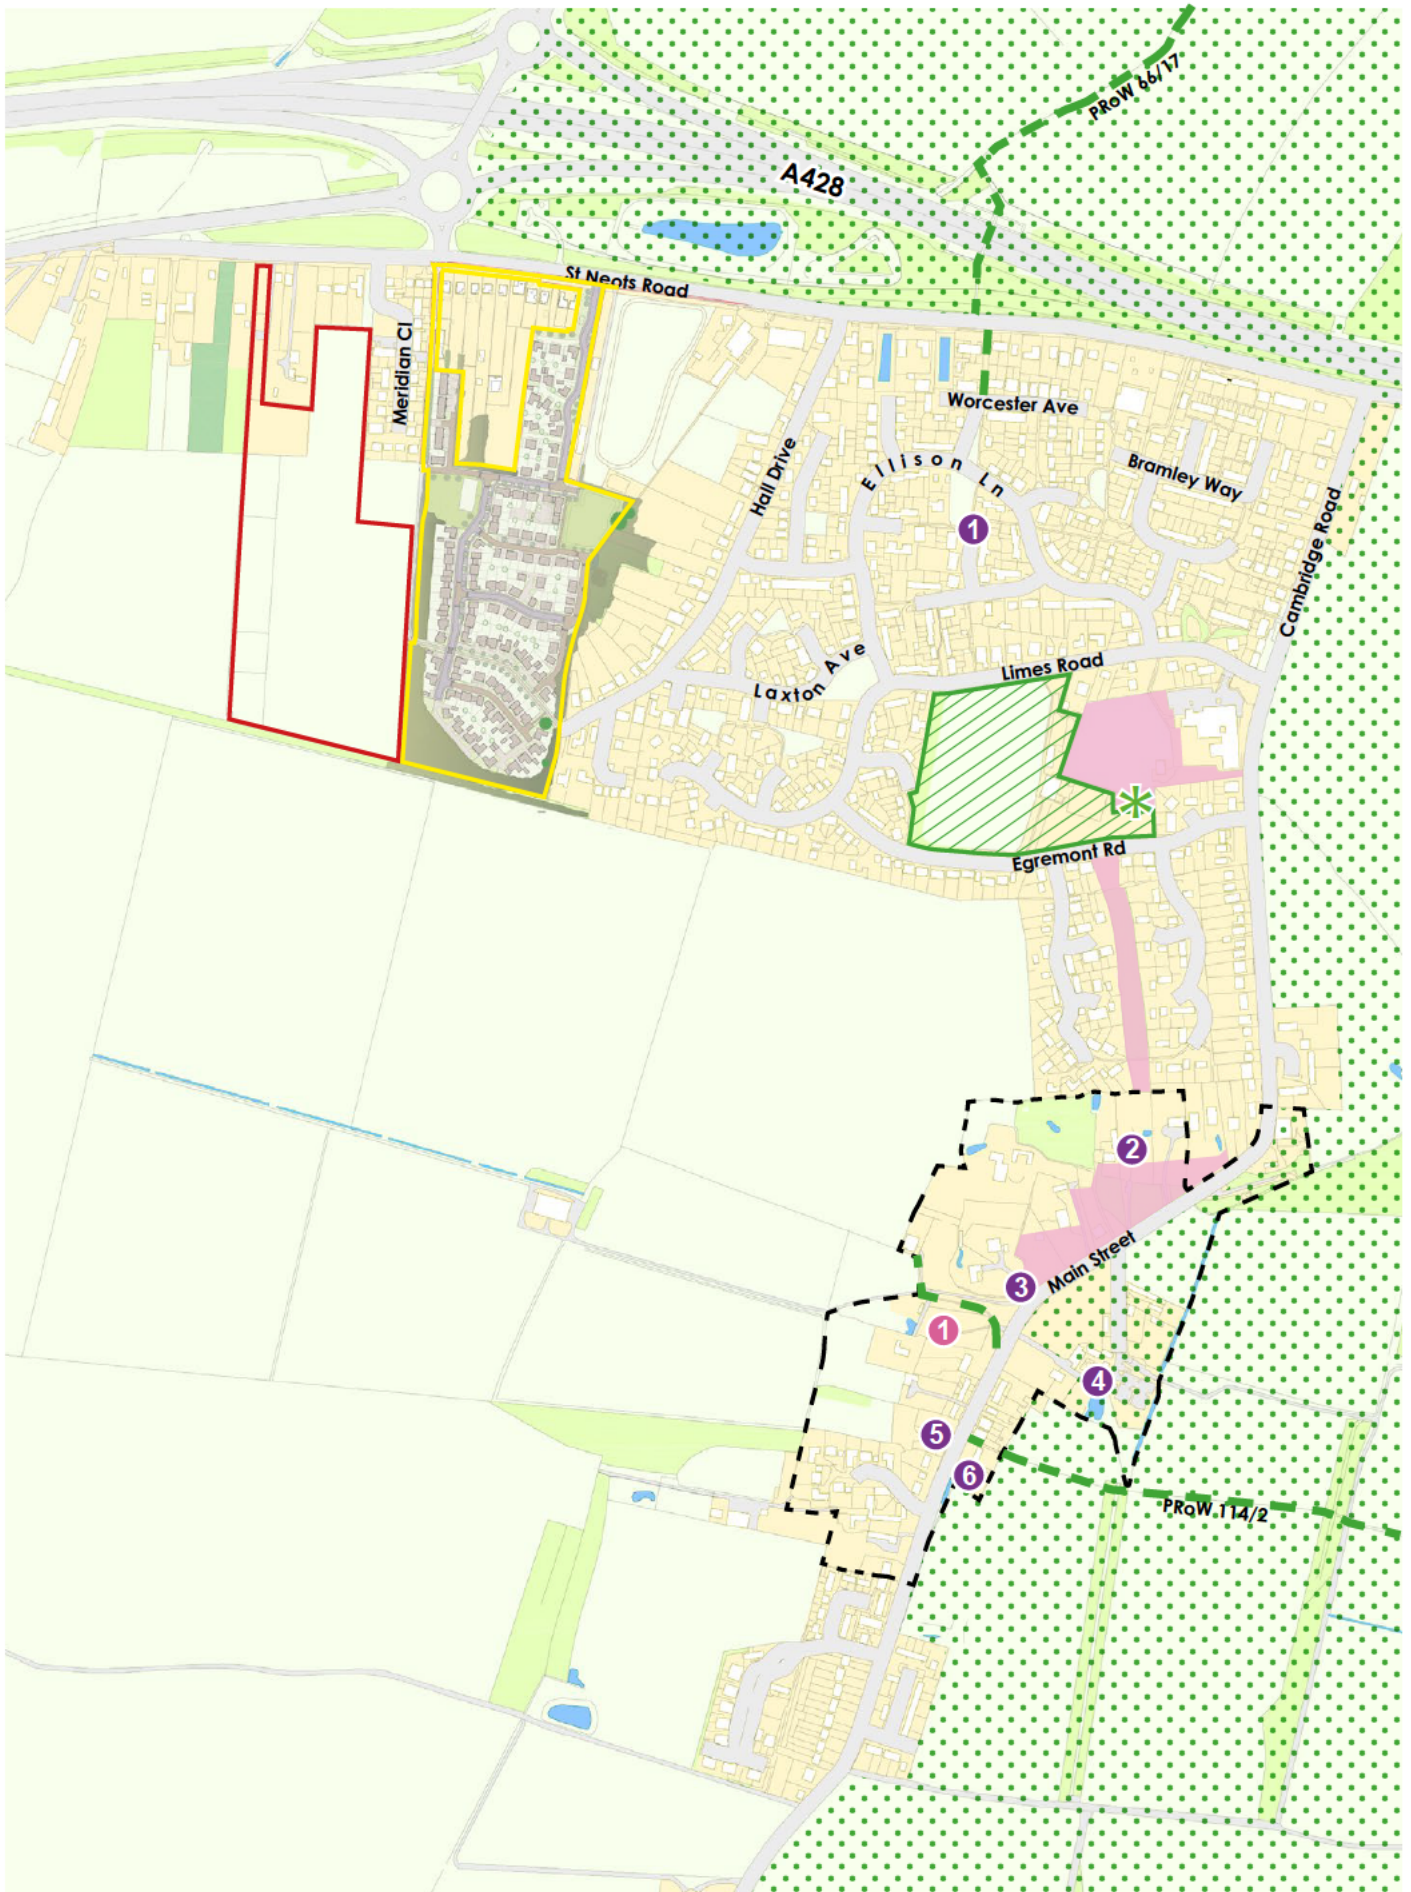 PRoW 66/17
A428
St Neots Road
Meridian Cl
Worcester Ave
Hall Drive
Ellison Ln
Bramley Way
1
Cambridge Road
Laxton Ave
Limes Road
*
Egremont Rd
2
Main Street
3
1
4
5
6
PRoW 114/2